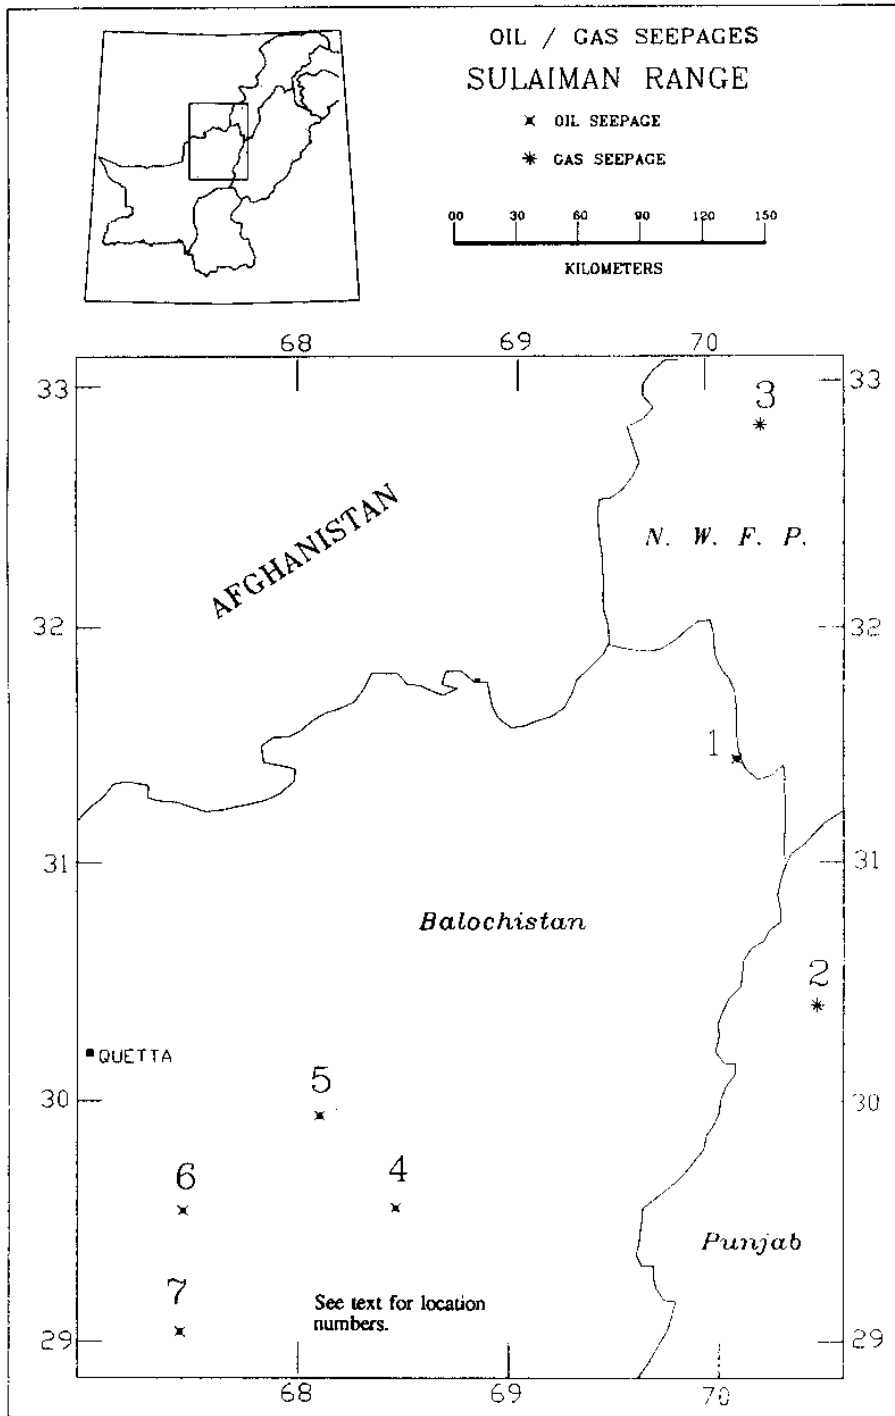 OIL / GAS SEEPAGES
SULAIMAN RANGE
OIL SEEPAGE
GAS SEEPAGE
00 30 60 90 120 150
KILOMETERS
68 69 70
33 33
3
AFGHANISTAN
N. W. F. P.
32 32
1
31 31
Balochistan
2
QUETTA
30 30
5
4
6
Punjab
7
See text for location
numbers.
29 29
68 69 70